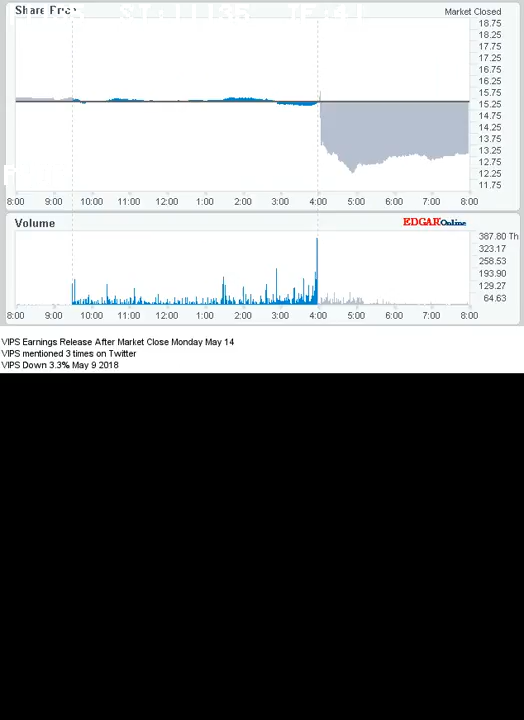 Share Price
Market Closed
18.75
18.25
17.75
17.25
16.75
16.25
15.75
15.25
14.75
14.25
13.75
13.25
12.75
12.25
11.75
8:00 9:00 10:00 11:00 12:00 1:00 2:00 3:00 4:00 5:00 6:00 7:00 8:00
Volume
EDGAROnline
387.80 Th
323.17
258.53
193.90
129.27
64.63
8:00 9:00 10:00 11:00 12:00 1:00 2:00 3:00 4:00 5:00 6:00 7:00 8:00
VIPS Earnings Release After Market Close Monday May 14
VIPS mentioned 3 times on Twitter
VIPS Down 3.3% May 9 2018